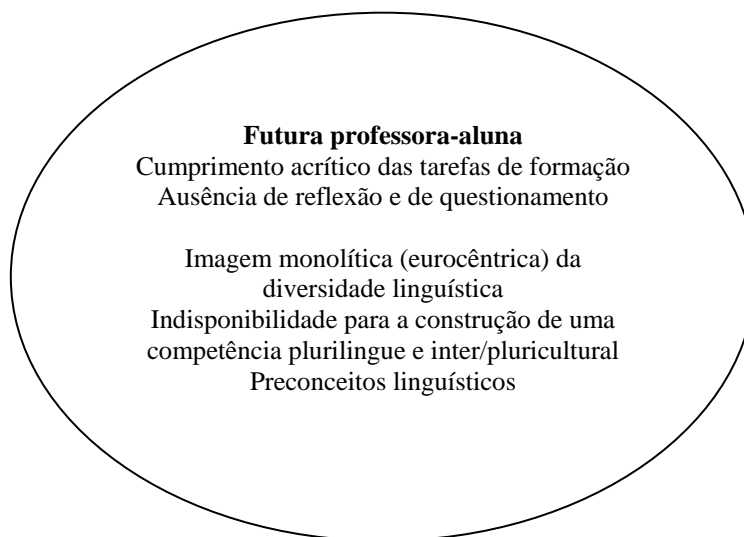 Futura professora-aluna
Cumprimento acrítico das tarefas de formação
Ausência de reflexão e de questionamento
Imagem monolítica (eurocêntrica) da
diversidade linguística
Indisponibilidade para a construção de uma
competência plurilingue e inter/pluricultural
Preconceitos linguísticos